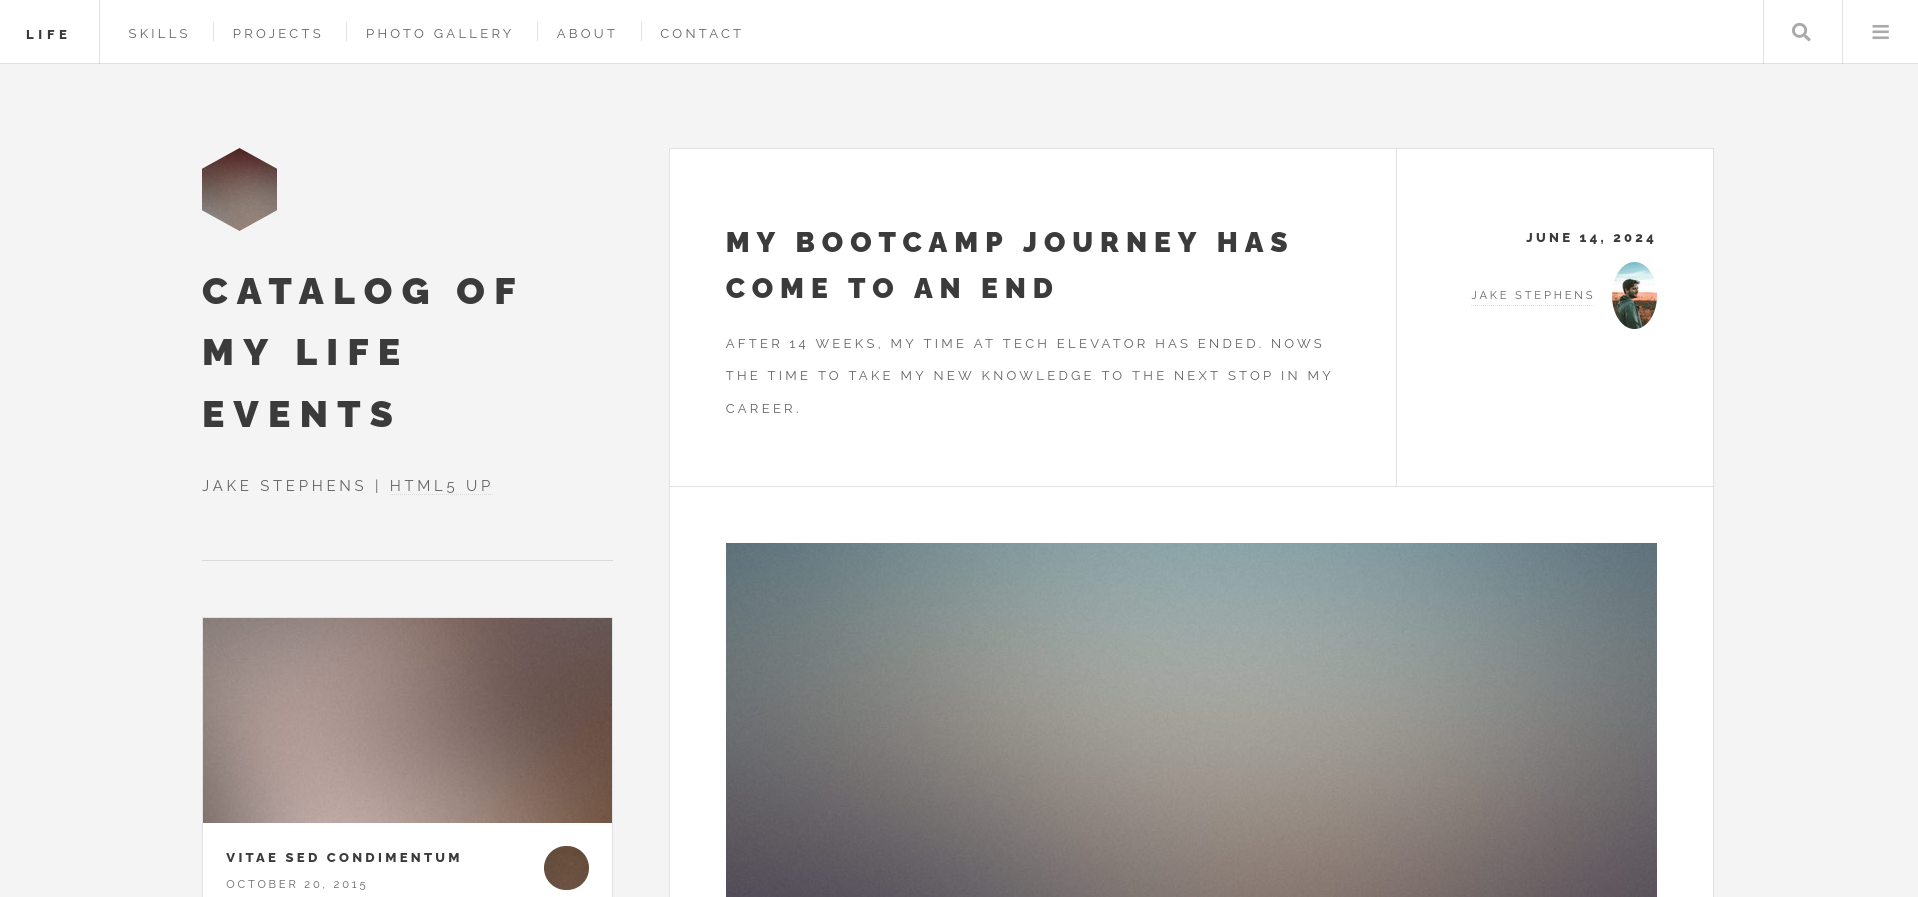 LIFE
SKILLS
PROJECTS
PHOTO GALLERY
ABOUT
CONTACT
CATALOG OF
MY LIFE
EVENTS
JAKE STEPHENS | HTML5 UP
VITAE SED CONDIMENTUM
OCTOBER 20, 2015
MY BOOTCAMP JOURNEY HAS
COME TO AN END
AFTER 14 WEEKS, MY TIME AT TECH ELEVATOR HAS ENDED. NOWS
THE TIME TO TAKE MY NEW KNOWLEDGE TO THE NEXT STOP IN MY
CAREER.
JUNE 14, 2024
JAKE STEPHENS